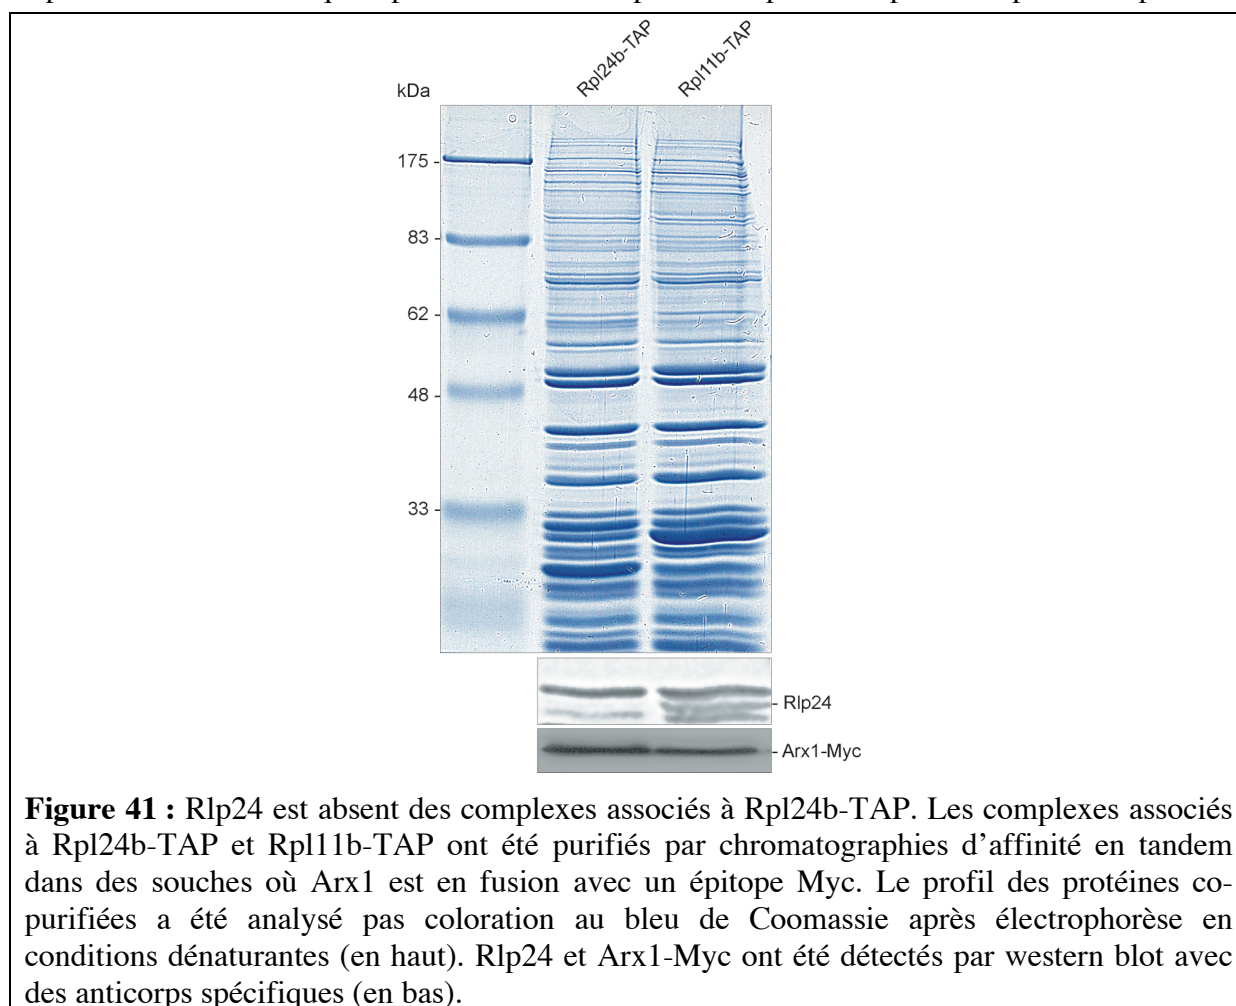 Rpl24b-TAP
Rpl11b-TAP
kDa
175 -
83 -
62 -
48 -
33 -
- Rlp24
- Arx1-Myc
Figure 41 : Rlp24 est absent des complexes associés à Rpl24b-TAP. Les complexes associés
à Rpl24b-TAP et Rpl11b-TAP ont été purifiés par chromatographies d’affinité en tandem
dans des souches où Arx1 est en fusion avec un épitope Myc. Le profil des protéines co-
purifiées a été analysé pas coloration au bleu de Coomassie après électrophorèse en
conditions dénaturantes (en haut). Rlp24 et Arx1-Myc ont été détectés par western blot avec
des anticorps spécifiques (en bas).